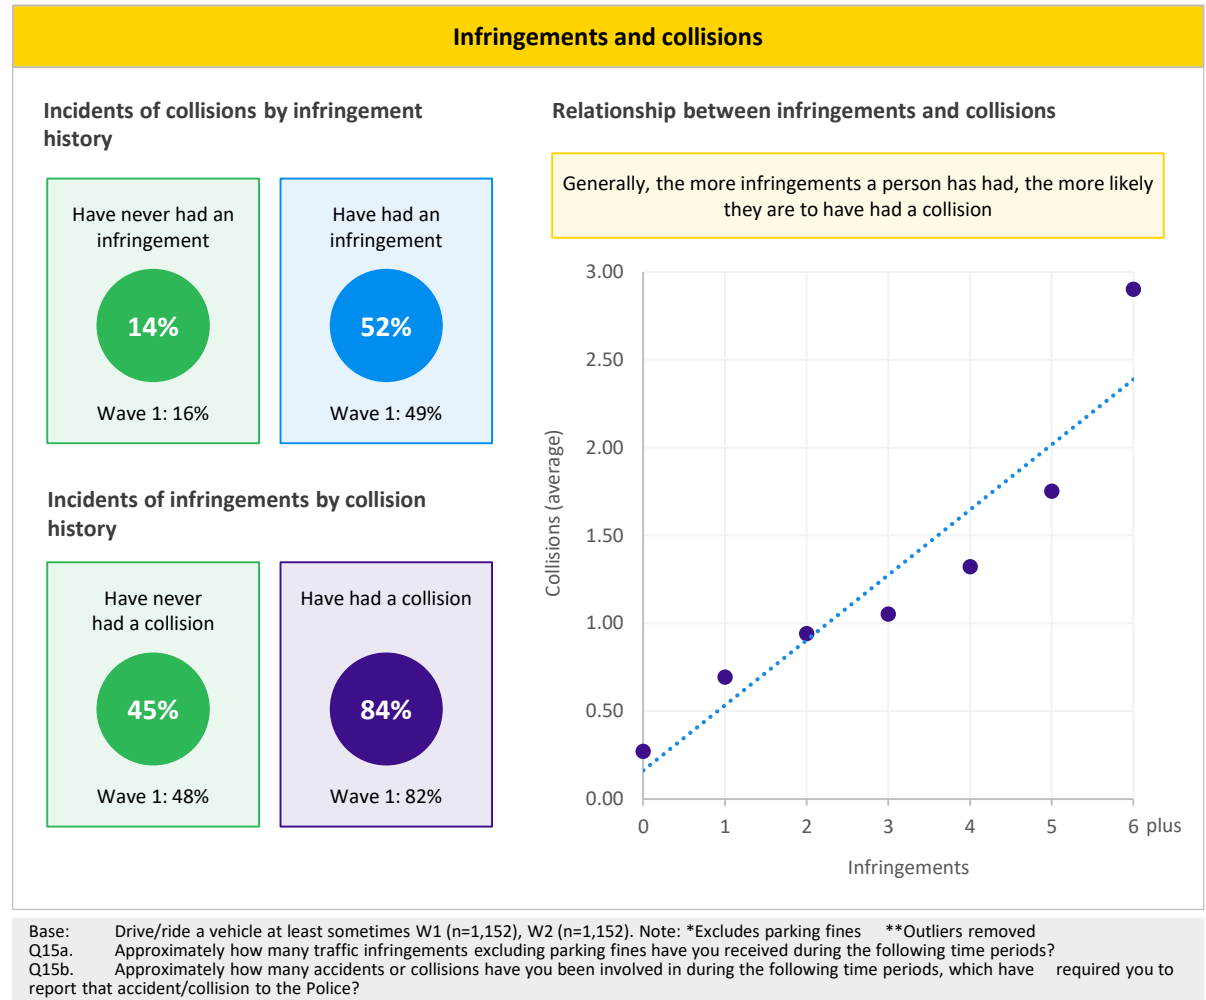 Infringements and collisions
Incidents of collisions by infringement
history
Have never had an
infringement
14%
Wave 1: 16%
Have had an
infringement
52%
Wave 1: 49%
Incidents of infringements by collision
history
Have never
had a collision
45%
Wave 1: 48%
Have had a collision
84%
Wave 1: 82%
Relationship between infringements and collisions
Generally, the more infringements a person has had, the more likely
they are to have had a collision
Collisions (average)
3.00
2.50
2.00
1.50
1.00
0.50
0.00
0 1 2 3 4 5 6 plus
Infringements
Base: Drive/ride a vehicle at least sometimes W1 (n=1,152), W2 (n=1,152). Note: *Excludes parking fines **Outliers removed
Q15a. Approximately how many traffic infringements excluding parking fines have you received during the following time periods?
Q15b. Approximately how many accidents or collisions have you been involved in during the following time periods, which have required you to
report that accident/collision to the Police?